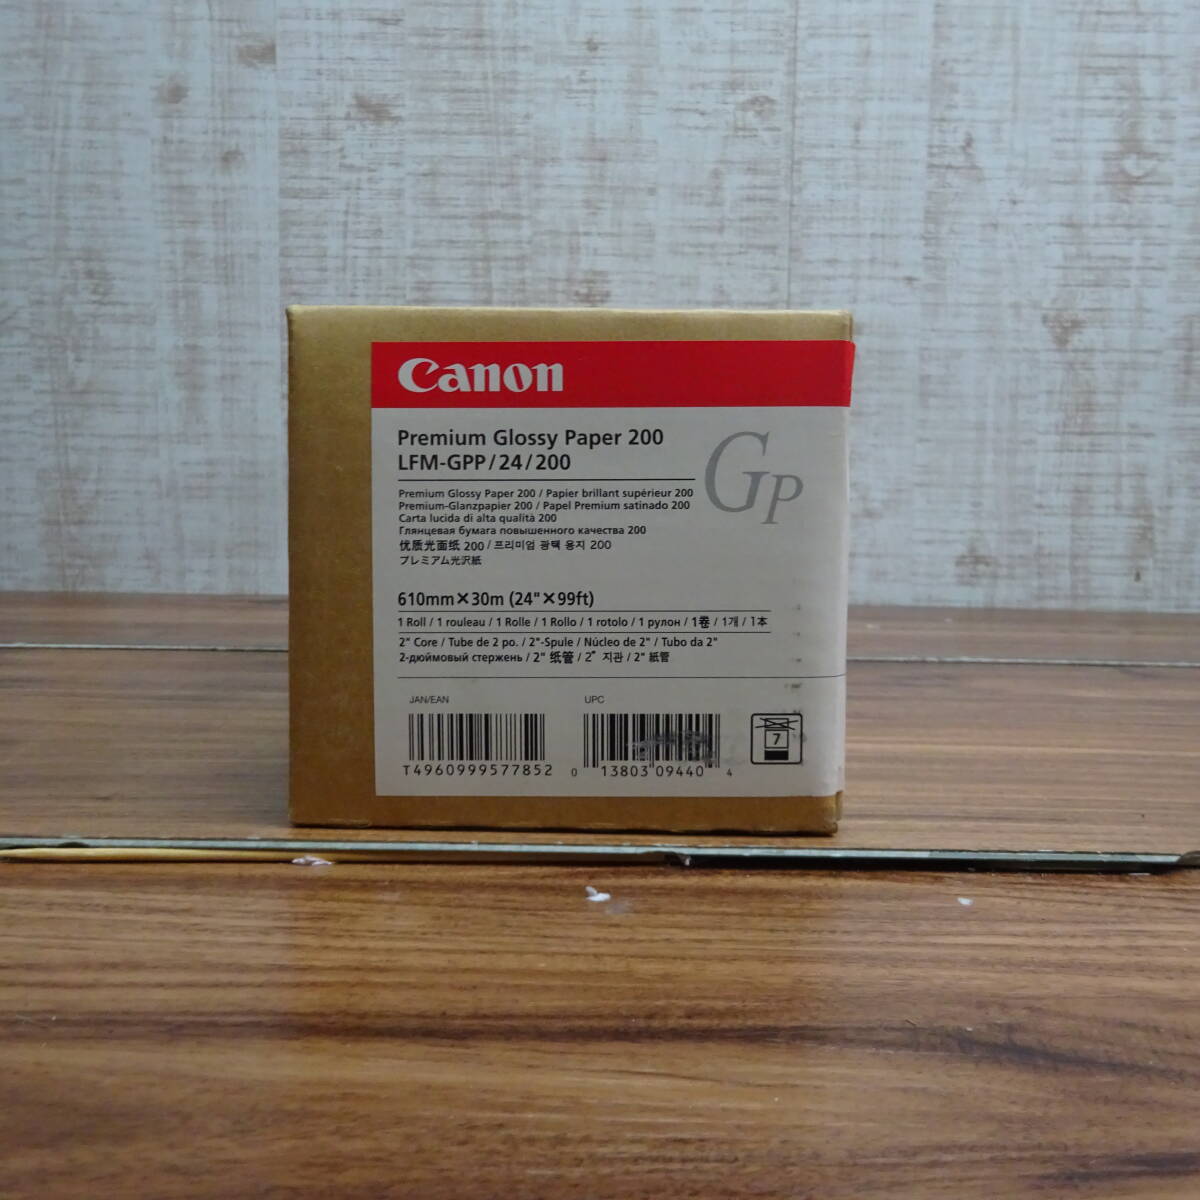 Canon
Premium Glossy Paper 200
LFM-GPP/24/200
GP
Premium Glossy Paper 200 / Papier brillant supérieur 200
Premium-Glanzpapier 200 / Papel Premium satinado 200
Carta lucida di alta qualità 200
Глянцевая бумага повышенного качества 200
优质光面纸 200 / 프리미엄 광택 용지 200
プレミアム光沢紙
610mm×30m (24"×99ft)
1 Roll / 1 rouleau / 1 Rolle / 1 Rollo / 1 rotolo / 1 рулон / 1卷 / 1개 / 1本
2" Core / Tube de 2 po. / 2"-Spule / Núcleo de 2" / Tubo da 2"
2-дюймовый стержень / 2" 纸管 / 2" 지관 / 2" 紙管
JAN/EAN
UPC
7
T4960999577852
0 13803 09440 4